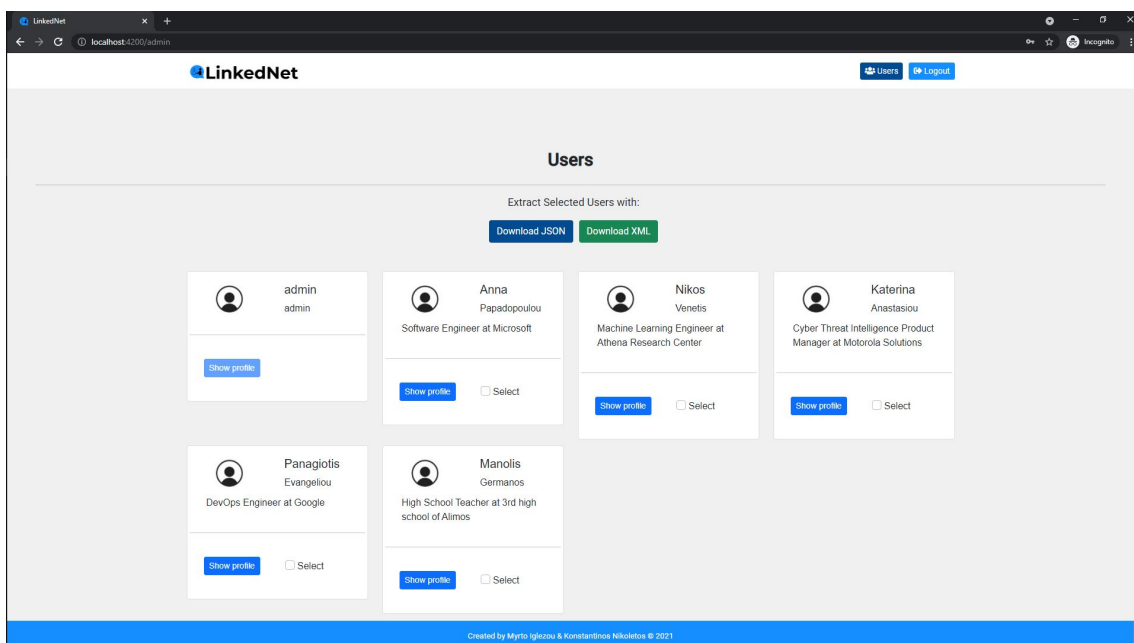 LinkedNet
localhost:4200/admin
Incognito
LinkedNet
Users
Logout
Users
Extract Selected Users with:
Download JSON
Download XML
admin
admin
Show profile
Anna
Papadopoulou
Software Engineer at Microsoft
Show profile
Select
Nikos
Venetis
Machine Learning Engineer at
Athena Research Center
Show profile
Select
Katerina
Anastasiou
Cyber Threat Intelligence Product
Manager at Motorola Solutions
Show profile
Select
Panagiotis
Evangeliou
DevOps Engineer at Google
Show profile
Select
Manolis
Germanos
High School Teacher at 3rd high
school of Alimos
Show profile
Select
Created by Myrto Iglezou & Konstantinos Nikoletos © 2021